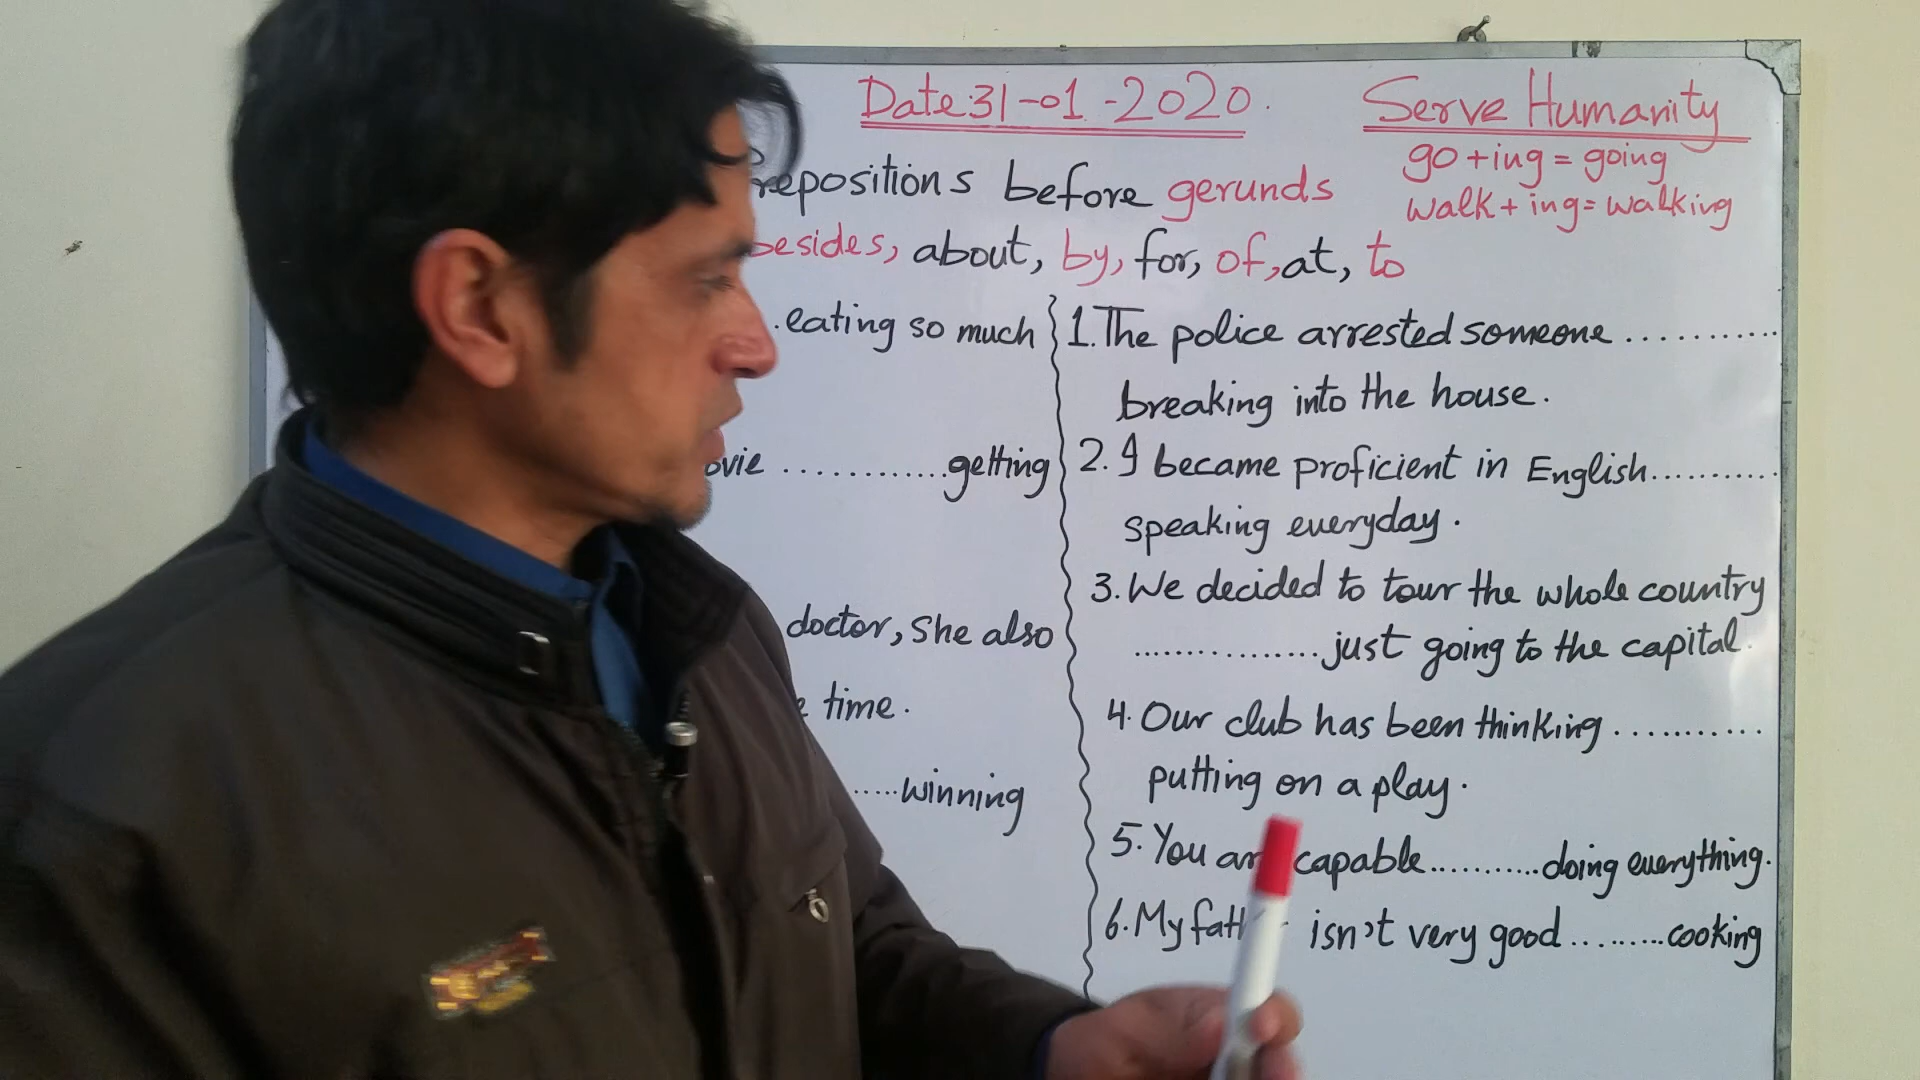 Date:31-01-2020.
Serve Humanity
go+ing=going
walk+ing=walking
repositions before gerunds
besides, about, by, for, of, at, to
.eating so much
ovie ............getting
doctor, She also
time.
.....winning
1.The police arrested someone ..........
breaking into the house.
2. I became proficient in English..........
speaking everyday.
3.We decided to tour the whole country
................just going to the capital.
4. Our club has been thinking ...........
putting on a play.
5. You ar capable...........doing everything.
6.My fath isn't very good .........cooking